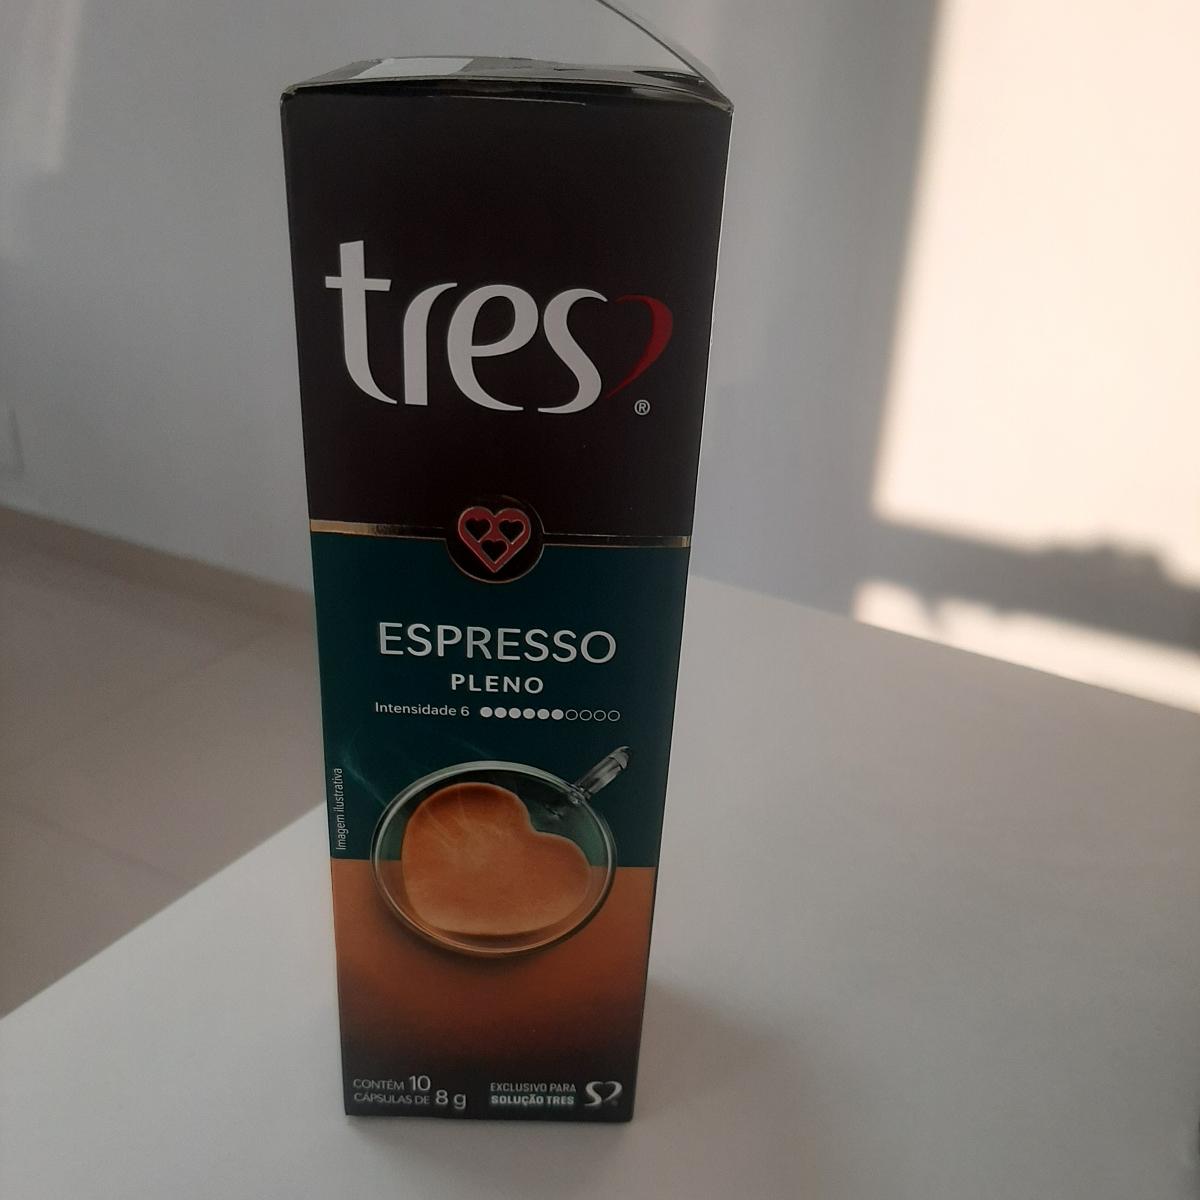 tres
®
ESPRESSO
PLENO
Intensidade 6
Imagem ilustrativa
CONTÉM 10
CÁPSULAS DE 8 g
EXCLUSIVO PARA
SOLUÇÃO TRES